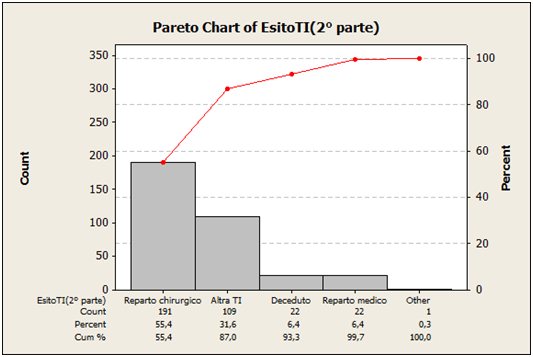 Pareto Chart of EsitoTI(2° parte)
350
300
250
200
150
100
50
0
Count
100
80
60
40
20
0
Percent
EsitoTI(2° parte) Reparto chirurgico Altra TI Deceduto Reparto medico Other
Count 191 109 22 22 1
Percent 55,4 31,6 6,4 6,4 0,3
Cum % 55,4 87,0 93,3 99,7 100,0